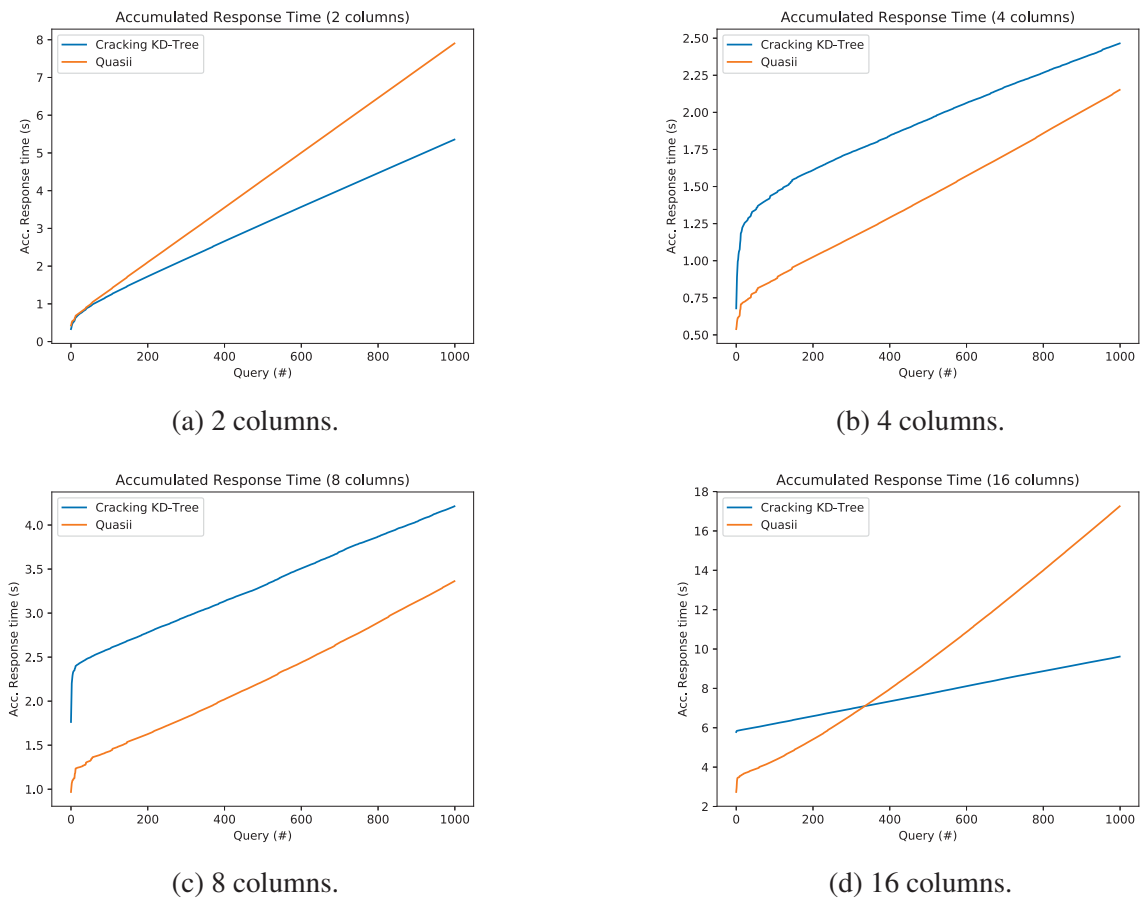 Accumulated Response Time (2 columns)
Cracking KD-Tree
Quasii
Acc. Response time (s)
8
7
6
5
4
3
2
1
0
0 200 400 600 800 1000
Query (#)
(a) 2 columns.
Accumulated Response Time (4 columns)
Cracking KD-Tree
Quasii
Acc. Response time (s)
2.50
2.25
2.00
1.75
1.50
1.25
1.00
0.75
0.50
0 200 400 600 800 1000
Query (#)
(b) 4 columns.
Accumulated Response Time (8 columns)
Cracking KD-Tree
Quasii
Acc. Response time (s)
4.0
3.5
3.0
2.5
2.0
1.5
1.0
0 200 400 600 800 1000
Query (#)
(c) 8 columns.
Accumulated Response Time (16 columns)
Cracking KD-Tree
Quasii
Acc. Response time (s)
18
16
14
12
10
8
6
4
2
0 200 400 600 800 1000
Query (#)
(d) 16 columns.